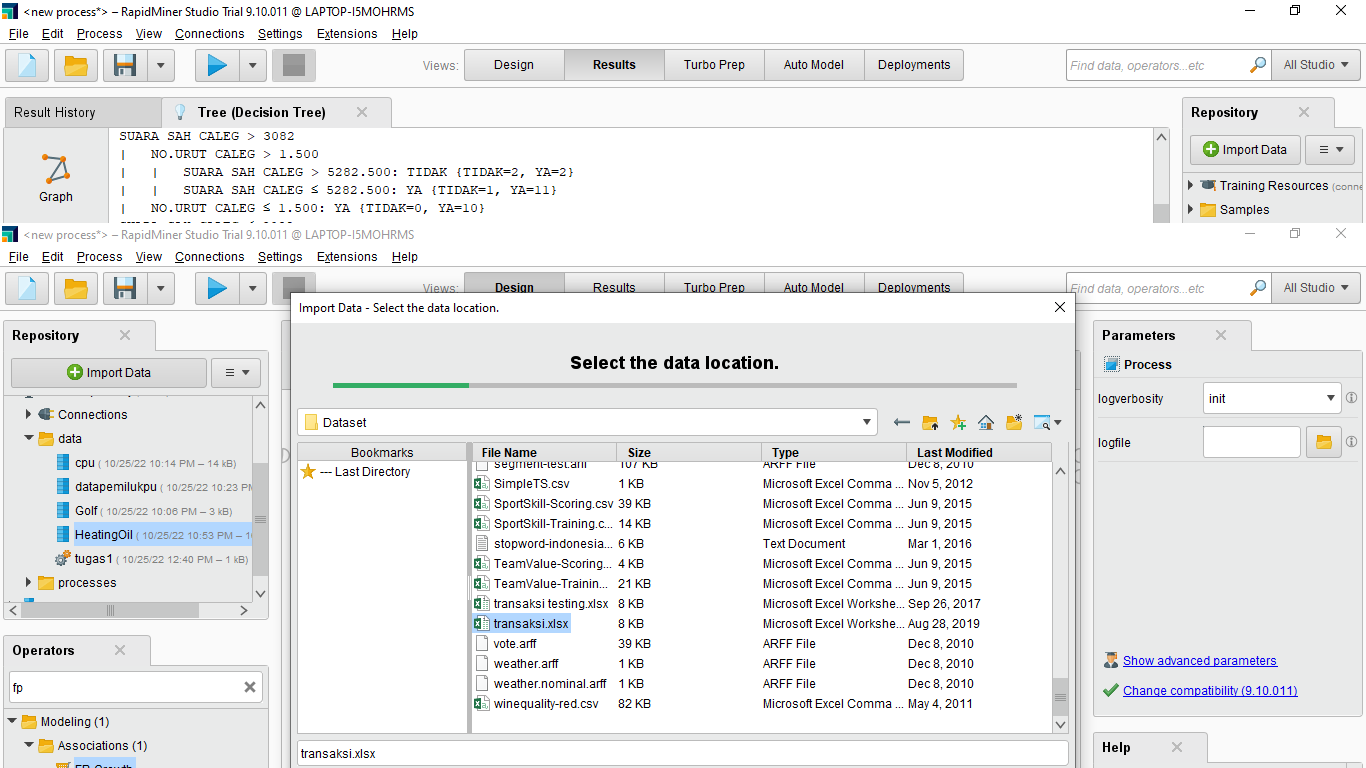 <new process*> – RapidMiner Studio Trial 9.10.011 @ LAPTOP-I5MOHRMS
File Edit Process View Connections Settings Extensions Help
Views: Design Results Turbo Prep Auto Model Deployments Find data, operators...etc All Studio
Result History Tree (Decision Tree) Repository
SUARA SAH CALEG > 3082
| NO.URUT CALEG > 1.500
| | SUARA SAH CALEG > 5282.500: TIDAK {TIDAK=2, YA=2}
| | SUARA SAH CALEG ≤ 5282.500: YA {TIDAK=1, YA=11}
| NO.URUT CALEG ≤ 1.500: YA {TIDAK=0, YA=10}
Graph
Import Data
Training Resources (conne
Samples
<new process*> – RapidMiner Studio Trial 9.10.011 @ LAPTOP-I5MOHRMS
File Edit Process View Connections Settings Extensions Help
Views: Design Results Turbo Prep Auto Model Deployments Find data, operators...etc All Studio
Repository
Import Data
Connections
data
cpu ( 10/25/22 10:14 PM – 14 kB)
datapemilukpu ( 10/25/22 10:23 PM
Golf ( 10/25/22 10:06 PM – 3 kB)
HeatingOil ( 10/25/22 10:53 PM – 1
tugas1 ( 10/25/22 12:40 PM – 1 kB)
processes
Operators
fp
Modeling (1)
Associations (1)
FP-Growth
Import Data - Select the data location.
Select the data location.
Dataset
Bookmarks
--- Last Directory
File Name Size Type Last Modified
segment-test.arff 107 KB ARFF File Dec 8, 2010
SimpleTS.csv 1 KB Microsoft Excel Comma ... Nov 5, 2012
SportSkill-Scoring.csv 39 KB Microsoft Excel Comma ... Jun 9, 2015
SportSkill-Training.c... 14 KB Microsoft Excel Comma ... Jun 9, 2015
stopword-indonesia... 6 KB Text Document Mar 1, 2016
TeamValue-Scoring... 4 KB Microsoft Excel Comma ... Jun 9, 2015
TeamValue-Trainin... 21 KB Microsoft Excel Comma ... Jun 9, 2015
transaksi testing.xlsx 8 KB Microsoft Excel Workshe... Sep 26, 2017
transaksi.xlsx 8 KB Microsoft Excel Workshe... Aug 28, 2019
vote.arff 39 KB ARFF File Dec 8, 2010
weather.arff 1 KB ARFF File Dec 8, 2010
weather.nominal.arff 1 KB ARFF File Dec 8, 2010
winequality-red.csv 82 KB Microsoft Excel Comma ... May 4, 2011
transaksi.xlsx
Parameters
Process
logverbosity init
logfile
Show advanced parameters
Change compatibility (9.10.011)
Help